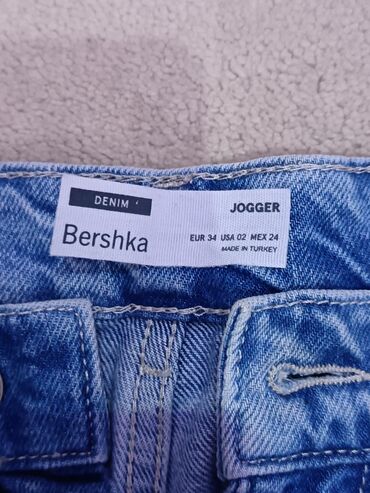 DENIM
JOGGER
Bershka
EUR 34 USA 02 MEX 24
MADE IN TURKEY